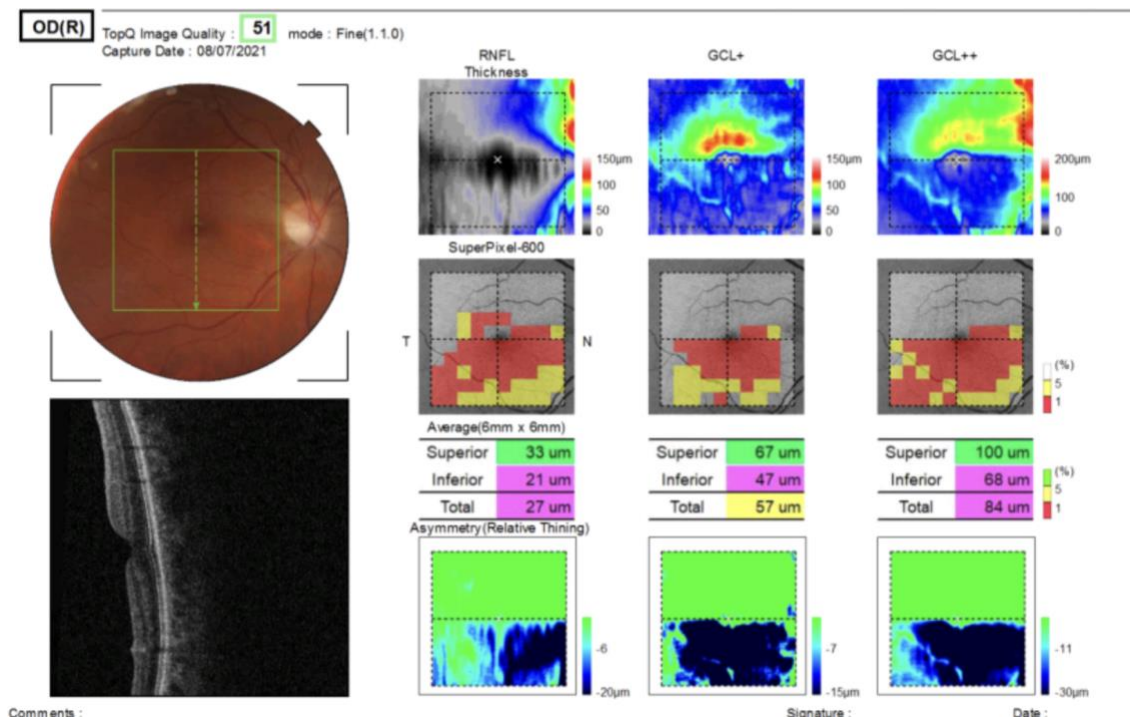 OD(R) TopQ Image Quality : 51 mode : Fine(1.1.0)
Capture Date : 08/07/2021
RNFL Thickness
GCL+
GCL++
150μm
100
50
0
150μm
100
50
0
200μm
100
0
SuperPixel-600
T
N
(%)
5
1
Average(6mm x 6mm)
Superior 33 um
Inferior 21 um
Total 27 um
Superior 67 um
Inferior 47 um
Total 57 um
Superior 100 um
Inferior 68 um
Total 84 um
(%)
5
1
Asymmetry(Relative Thining)
-6
-20μm
-7
-15μm
-11
-30μm
Comments :
Signature :
Date :